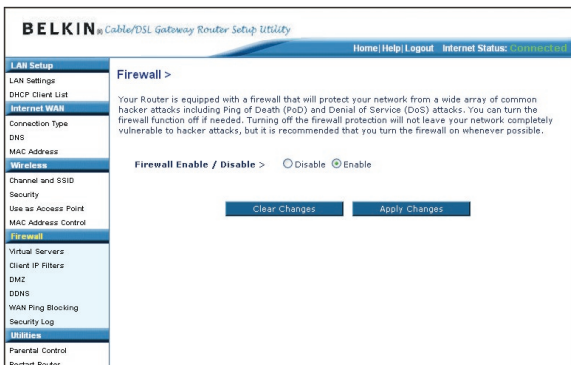 BELKIN® Cable/DSL Gateway Router Setup Utility
Home|Help|Logout Internet Status: Connected
LAN Setup
LAN Settings
DHCP Client List
Internet WAN
Connection Type
DNS
MAC Address
Wireless
Channel and SSID
Security
Use as Access Point
MAC Address Control
Firewall
Virtual Servers
Client IP Filters
DMZ
DDNS
WAN Ping Blocking
Security Log
Utilities
Parental Control
Restart Router
Firewall >
Your Router is equipped with a firewall that will protect your network from a wide array of common
hacker attacks including Ping of Death (PoD) and Denial of Service (DoS) attacks. You can turn the
firewall function off if needed. Turning off the firewall protection will not leave your network completely
vulnerable to hacker attacks, but it is recommended that you turn the firewall on whenever possible.
Firewall Enable / Disable > Disable Enable
Clear Changes Apply Changes